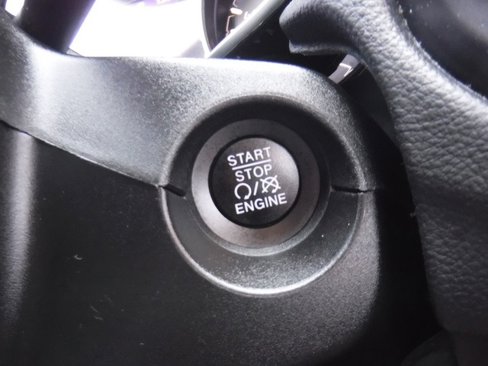 START
STOP
/
ENGINE